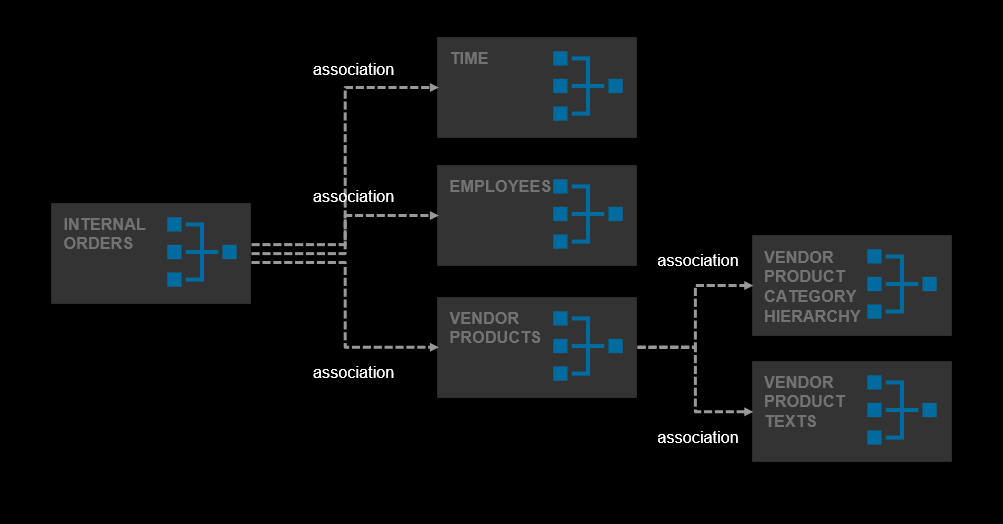 association
TIME
association
EMPLOYEES
INTERNAL
ORDERS
association
VENDOR
PRODUCTS
association
VENDOR
PRODUCT
CATEGORY
HIERARCHY
association
VENDOR
PRODUCT
TEXTS